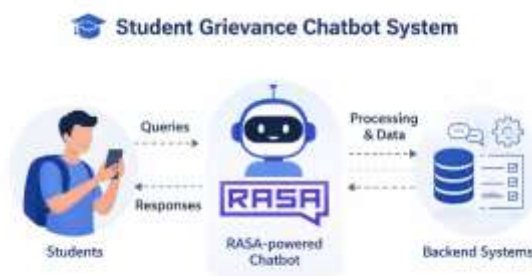 Student Grievance Chatbot System
Queries
Processing
& Data
RASA
Responses
Students
RASA-powered
Chatbot
Backend Systems